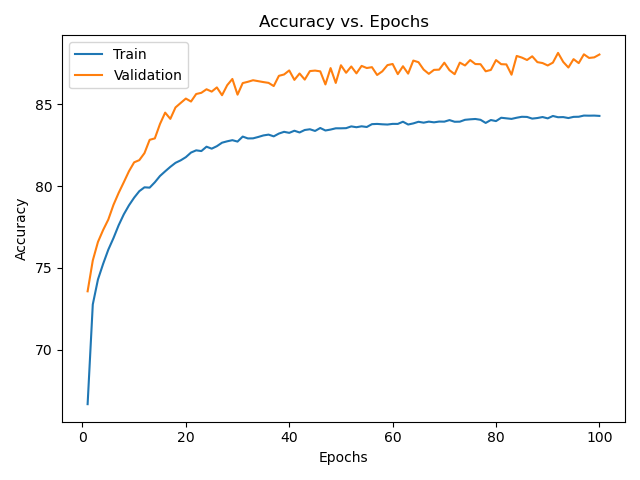 Accuracy vs. Epochs
Train
Validation
Accuracy
85
80
75
70
0 20 40 60 80 100
Epochs